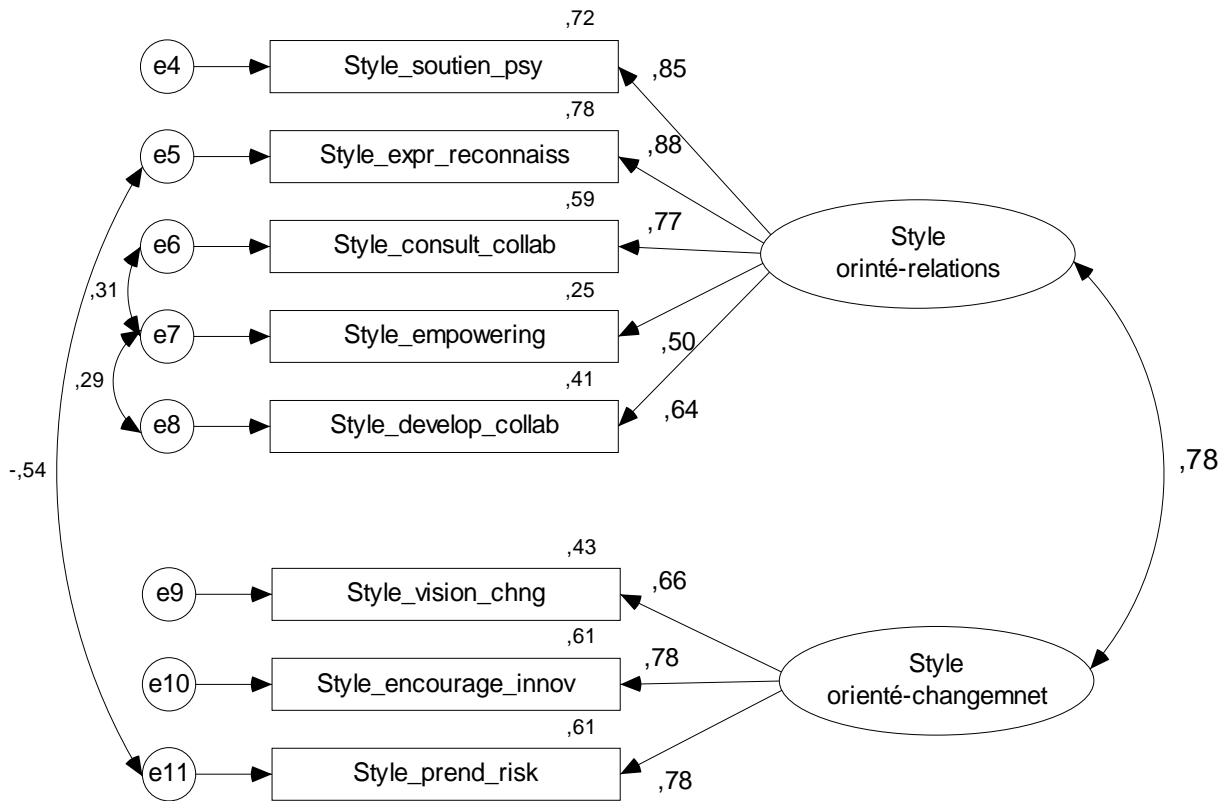 ,72
e4
Style_soutien_psy
,85
,78
e5
Style_expr_reconnaiss
,88
,59
e6
Style_consult_collab
,77
Style
orinté-relations
,31
,25
e7
Style_empowering
,50
,29
,41
e8
Style_develop_collab
,64
-,54
,78
,43
e9
Style_vision_chng
,66
,61
e10
Style_encourage_innov
,78
Style
orienté-changemnet
,61
e11
Style_prend_risk
,78